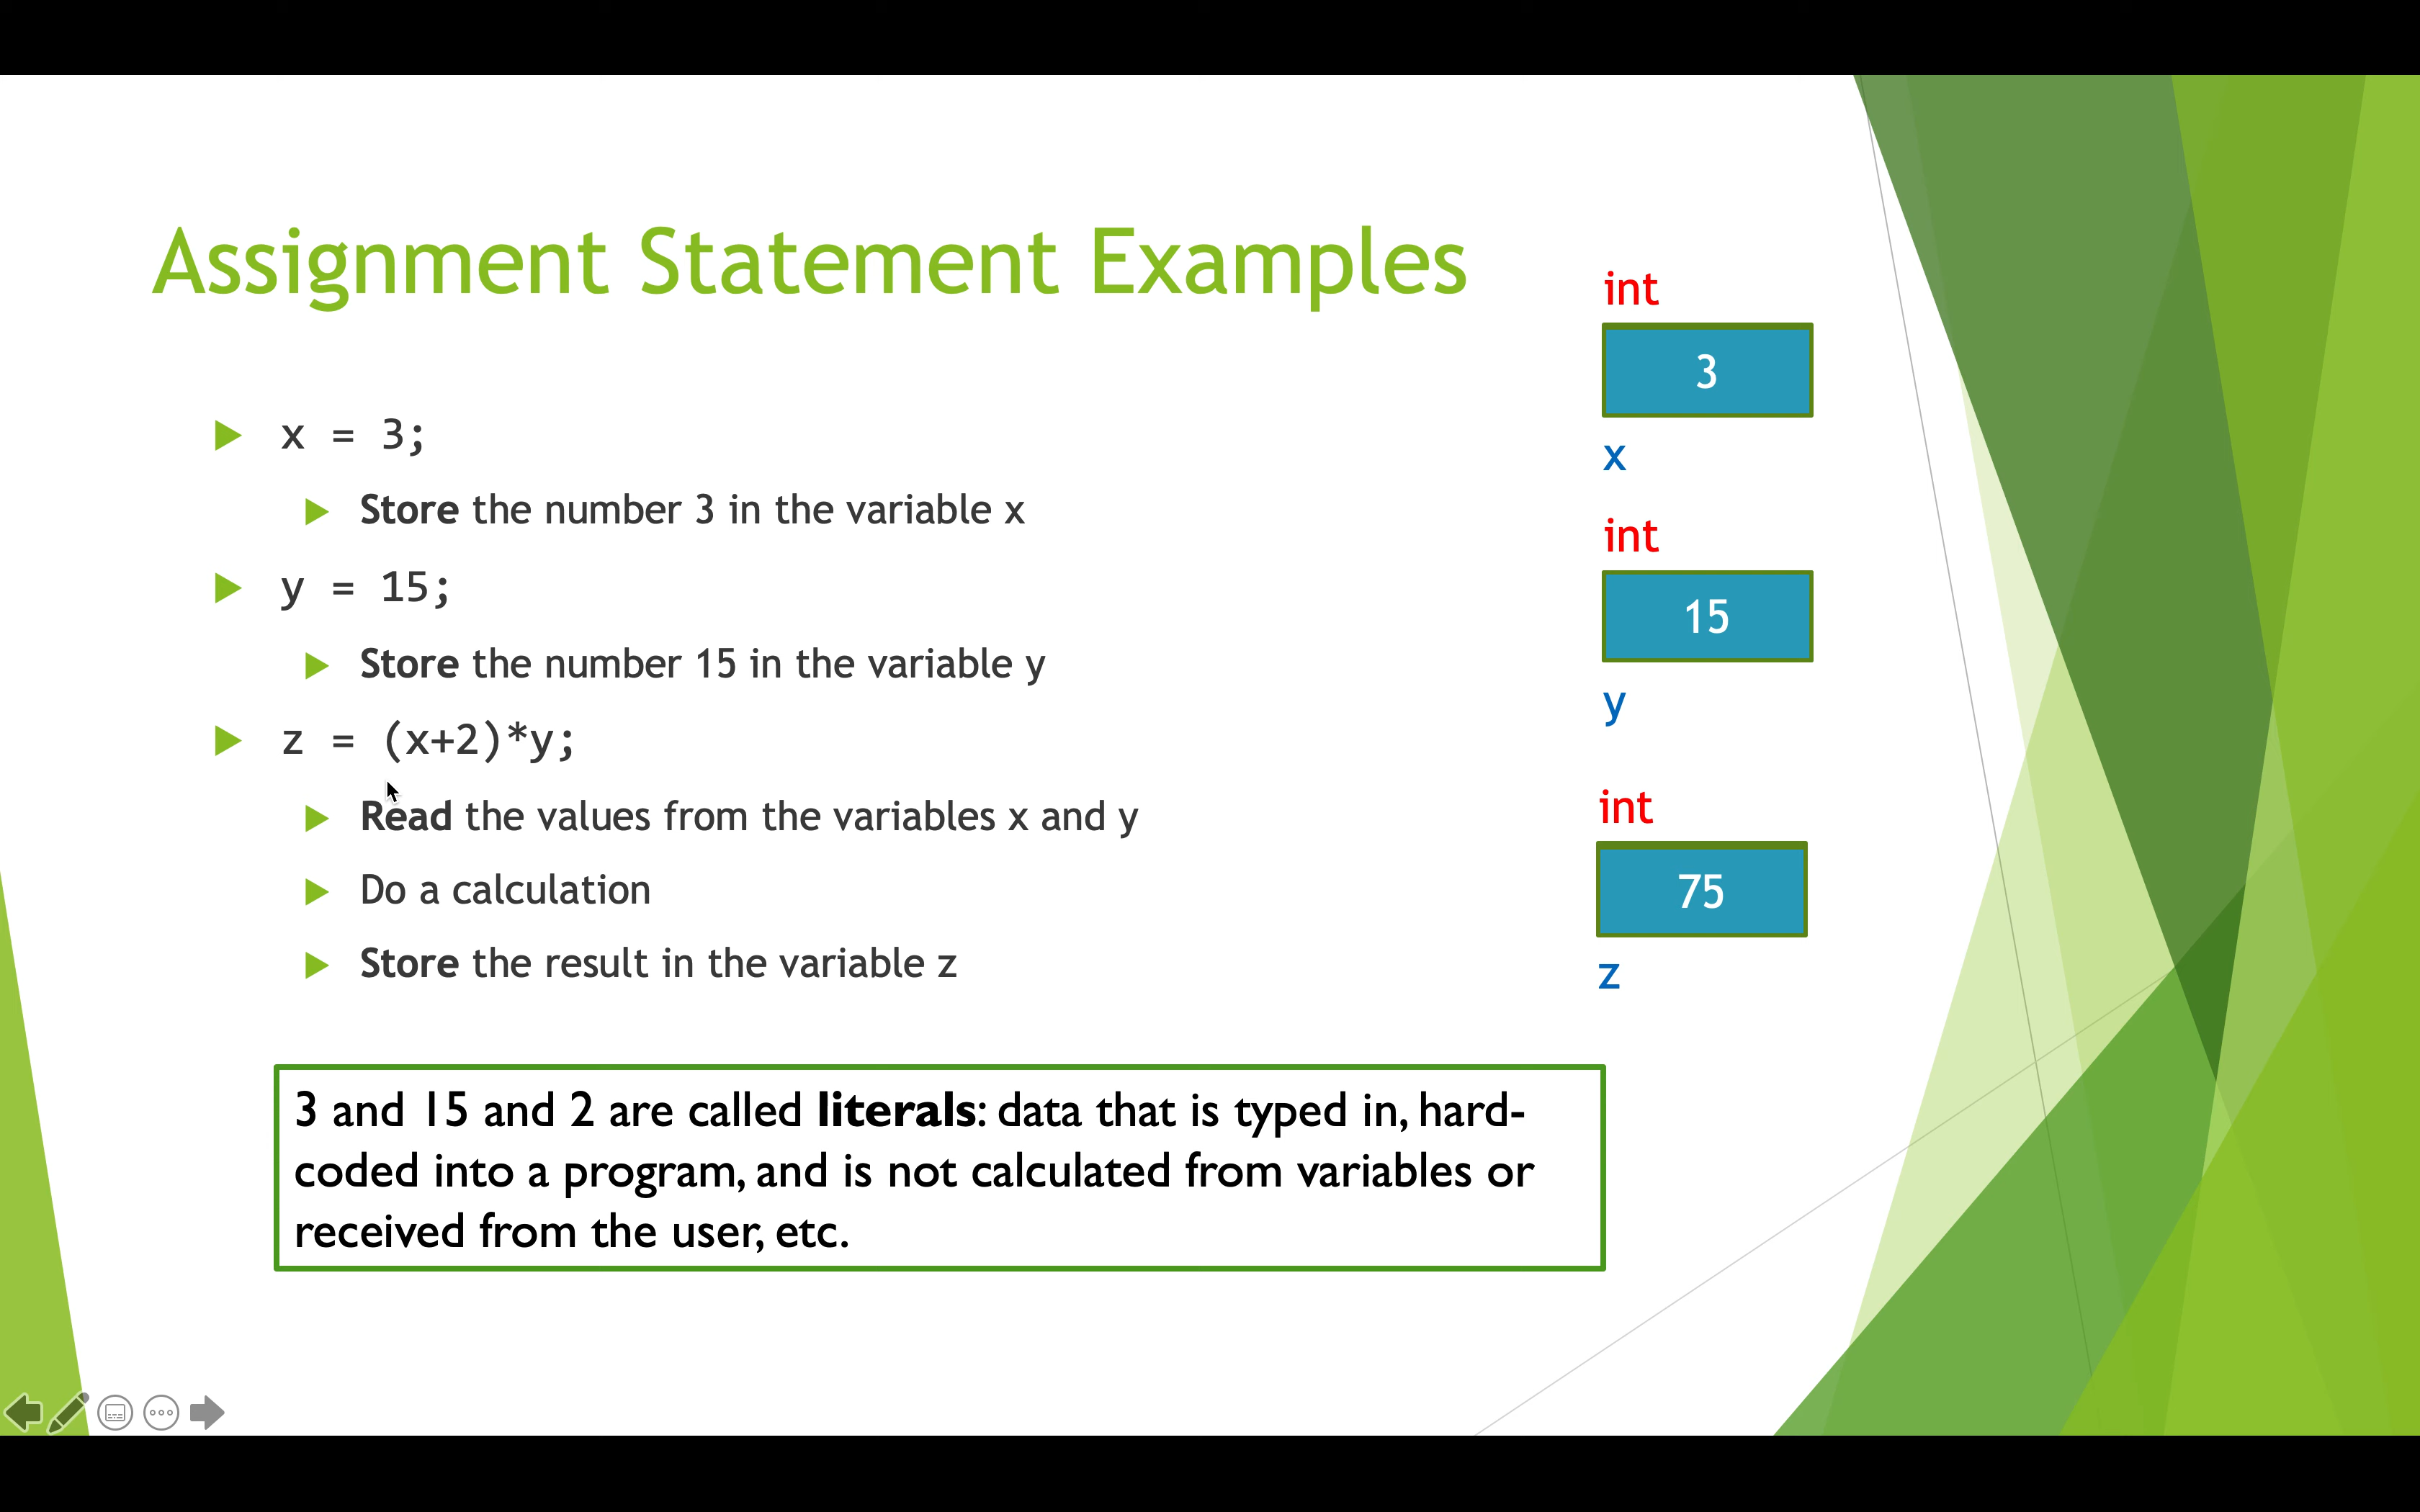 Assignment Statement Examples
x = 3;
Store the number 3 in the variable x
y = 15;
Store the number 15 in the variable y
z = (x+2)*y;
Read the values from the variables x and y
Do a calculation
Store the result in the variable z
int
3
x
int
15
y
int
75
z
3 and 15 and 2 are called literals: data that is typed in, hard-
coded into a program, and is not calculated from variables or
received from the user, etc.